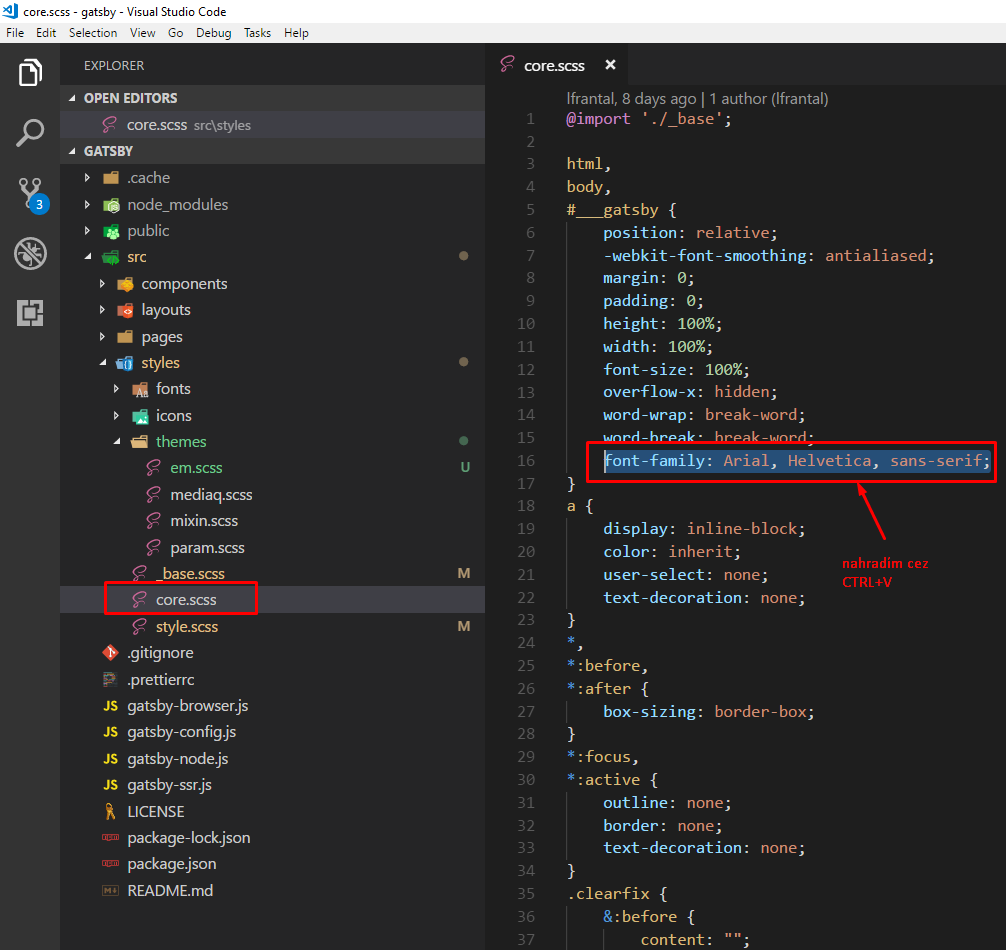 core.scss - gatsby - Visual Studio Code
File Edit Selection View Go Debug Tasks Help
EXPLORER
OPEN EDITORS
core.scss src\styles
GATSBY
.cache
node_modules
public
src
components
layouts
pages
styles
fonts
icons
themes
em.scss U
mediaq.scss
mixin.scss
param.scss
_base.scss M
core.scss
style.scss M
.gitignore
.prettierrc
JS gatsby-browser.js
JS gatsby-config.js
JS gatsby-node.js
JS gatsby-ssr.js
LICENSE
package-lock.json
package.json
README.md
3
core.scss
lfrantal, 8 days ago | 1 author (lfrantal)
1 @import './_base';
2
3 html,
4 body,
5 #___gatsby {
6 position: relative;
7 -webkit-font-smoothing: antialiased;
8 margin: 0;
9 padding: 0;
10 height: 100%;
11 width: 100%;
12 font-size: 100%;
13 overflow-x: hidden;
14 word-wrap: break-word;
15 word-break: break-word;
16 font-family: Arial, Helvetica, sans-serif;
17 }
18 a {
19 display: inline-block;
20 color: inherit;
21 user-select: none;
22 text-decoration: none;
23 }
24 *,
25 *:before,
26 *:after {
27 box-sizing: border-box;
28 }
29 *:focus,
30 *:active {
31 outline: none;
32 border: none;
33 text-decoration: none;
34 }
35 .clearfix {
36 &:before {
37 content: "";
nahradim cez
CTRL+V